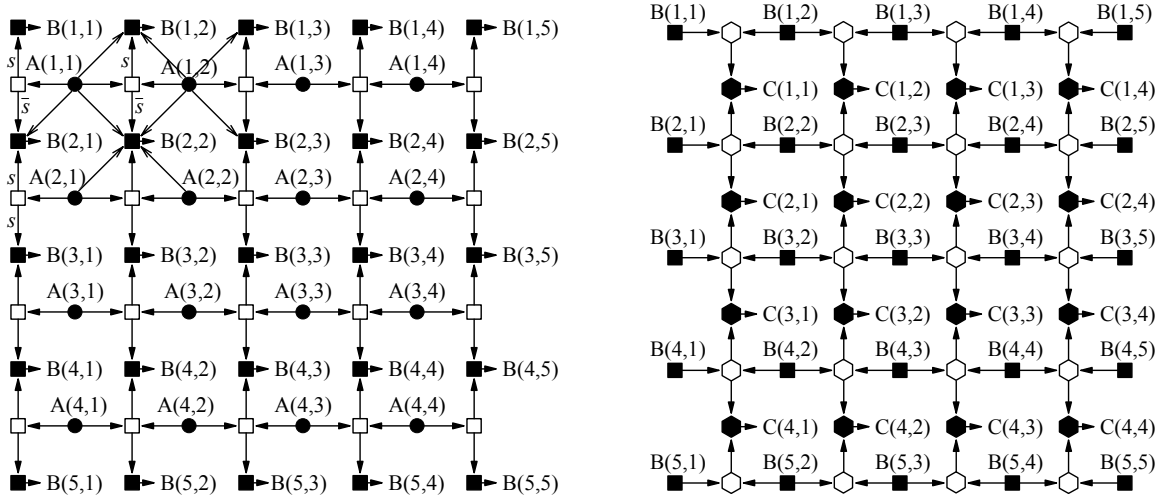 B(1,1) B(1,2) B(1,3) B(1,4) B(1,5)
s A(1,1) s A(1,2) A(1,3) A(1,4)
s̄ s̄
B(2,1) B(2,2) B(2,3) B(2,4) B(2,5)
s A(2,1) A(2,2) A(2,3) A(2,4)
s
B(3,1) B(3,2) B(3,3) B(3,4) B(3,5)
A(3,1) A(3,2) A(3,3) A(3,4)
B(4,1) B(4,2) B(4,3) B(4,4) B(4,5)
A(4,1) A(4,2) A(4,3) A(4,4)
B(5,1) B(5,2) B(5,3) B(5,4) B(5,5)
B(1,1) B(1,2) B(1,3) B(1,4) B(1,5)
C(1,1) C(1,2) C(1,3) C(1,4)
B(2,1) B(2,2) B(2,3) B(2,4) B(2,5)
C(2,1) C(2,2) C(2,3) C(2,4)
B(3,1) B(3,2) B(3,3) B(3,4) B(3,5)
C(3,1) C(3,2) C(3,3) C(3,4)
B(4,1) B(4,2) B(4,3) B(4,4) B(4,5)
C(4,1) C(4,2) C(4,3) C(4,4)
B(5,1) B(5,2) B(5,3) B(5,4) B(5,5)